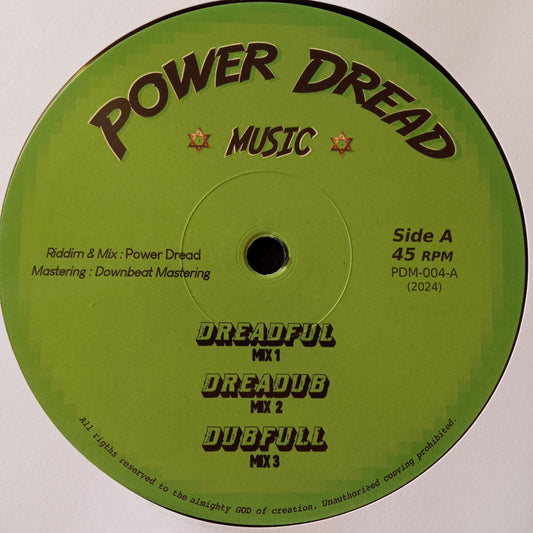 POWER DREAD
MUSIC
Riddim & Mix : Power Dread
Mastering : Downbeat Mastering
Side A
45 RPM
PDM-004-A
(2024)
DREADFUL
MIX 1
DREADUB
MIX 2
DUBFULL
MIX 3
All rigths reserved to the almighty GOD of creation. Unauthorized copying prohibited.